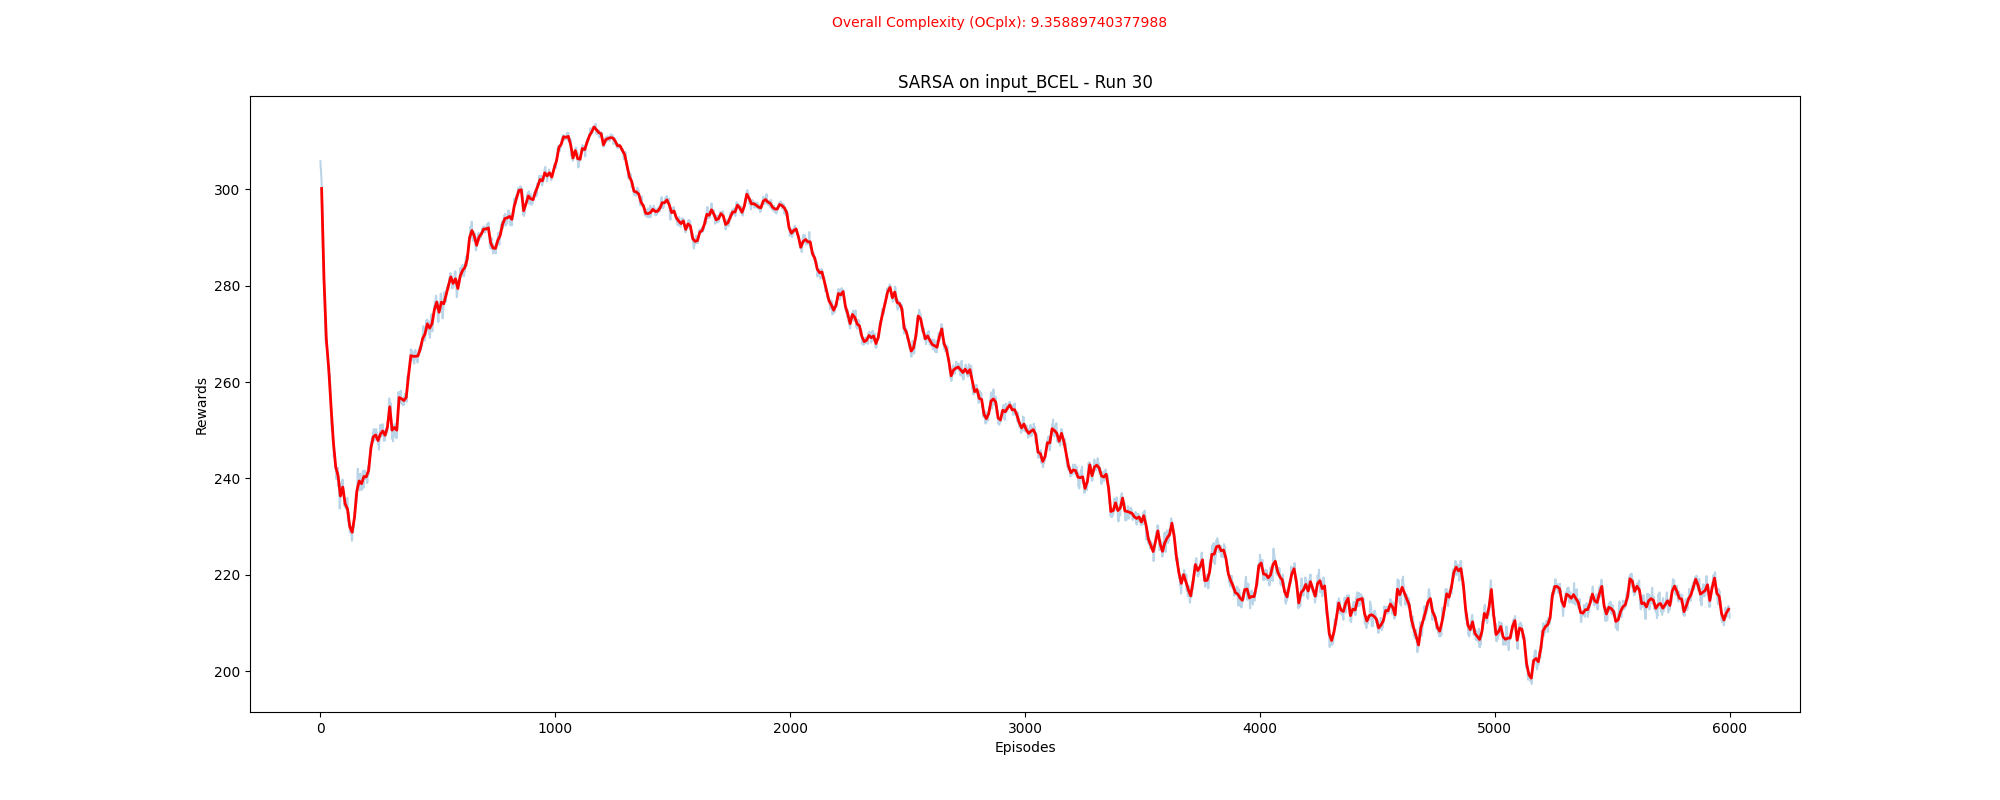 Overall Complexity (OCplx): 9.35889740377988
SARSA on input_BCEL - Run 30
Rewards
300
280
260
240
220
200
0 1000 2000 3000 4000 5000 6000
Episodes